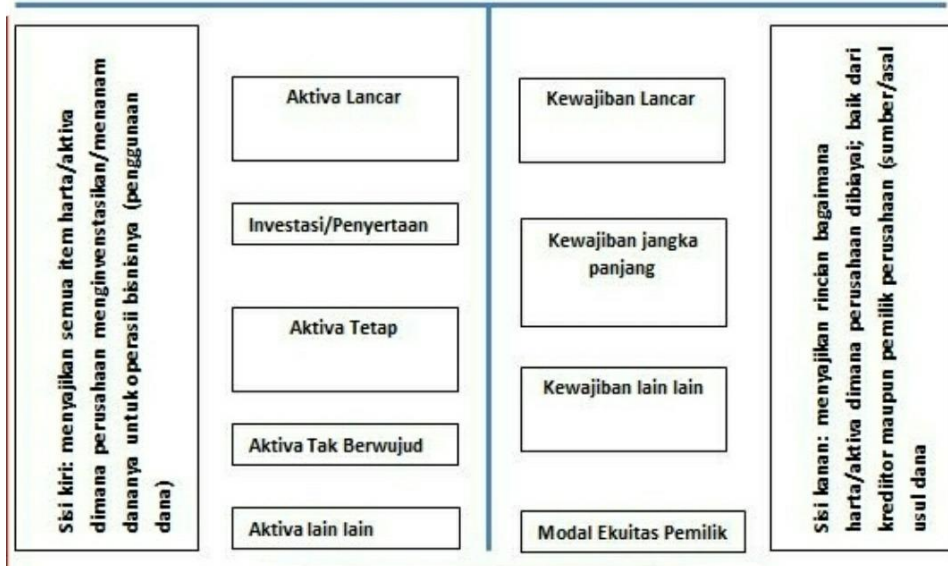 Sisi kiri: menyajikan semua item harta/aktiva
dimana perusahaan menginvenstasikan/menanam
dananya untuk operasii bisnisnya (penggunaan
dana)
Aktiva Lancar
Investasi/Penyertaan
Aktiva Tetap
Aktiva Tak Berwujud
Aktiva lain lain
Kewajiban Lancar
Kewajiban jangka
panjang
Kewajiban lain lain
Modal Ekuitas Pemilik
Sisi kanan: menyajikan rincian bagaimana
harta/aktiva dimana perusahaan dibiayai; baik dari
krediitor maupun pemilik perusahaan (sumber/asal
usul dana